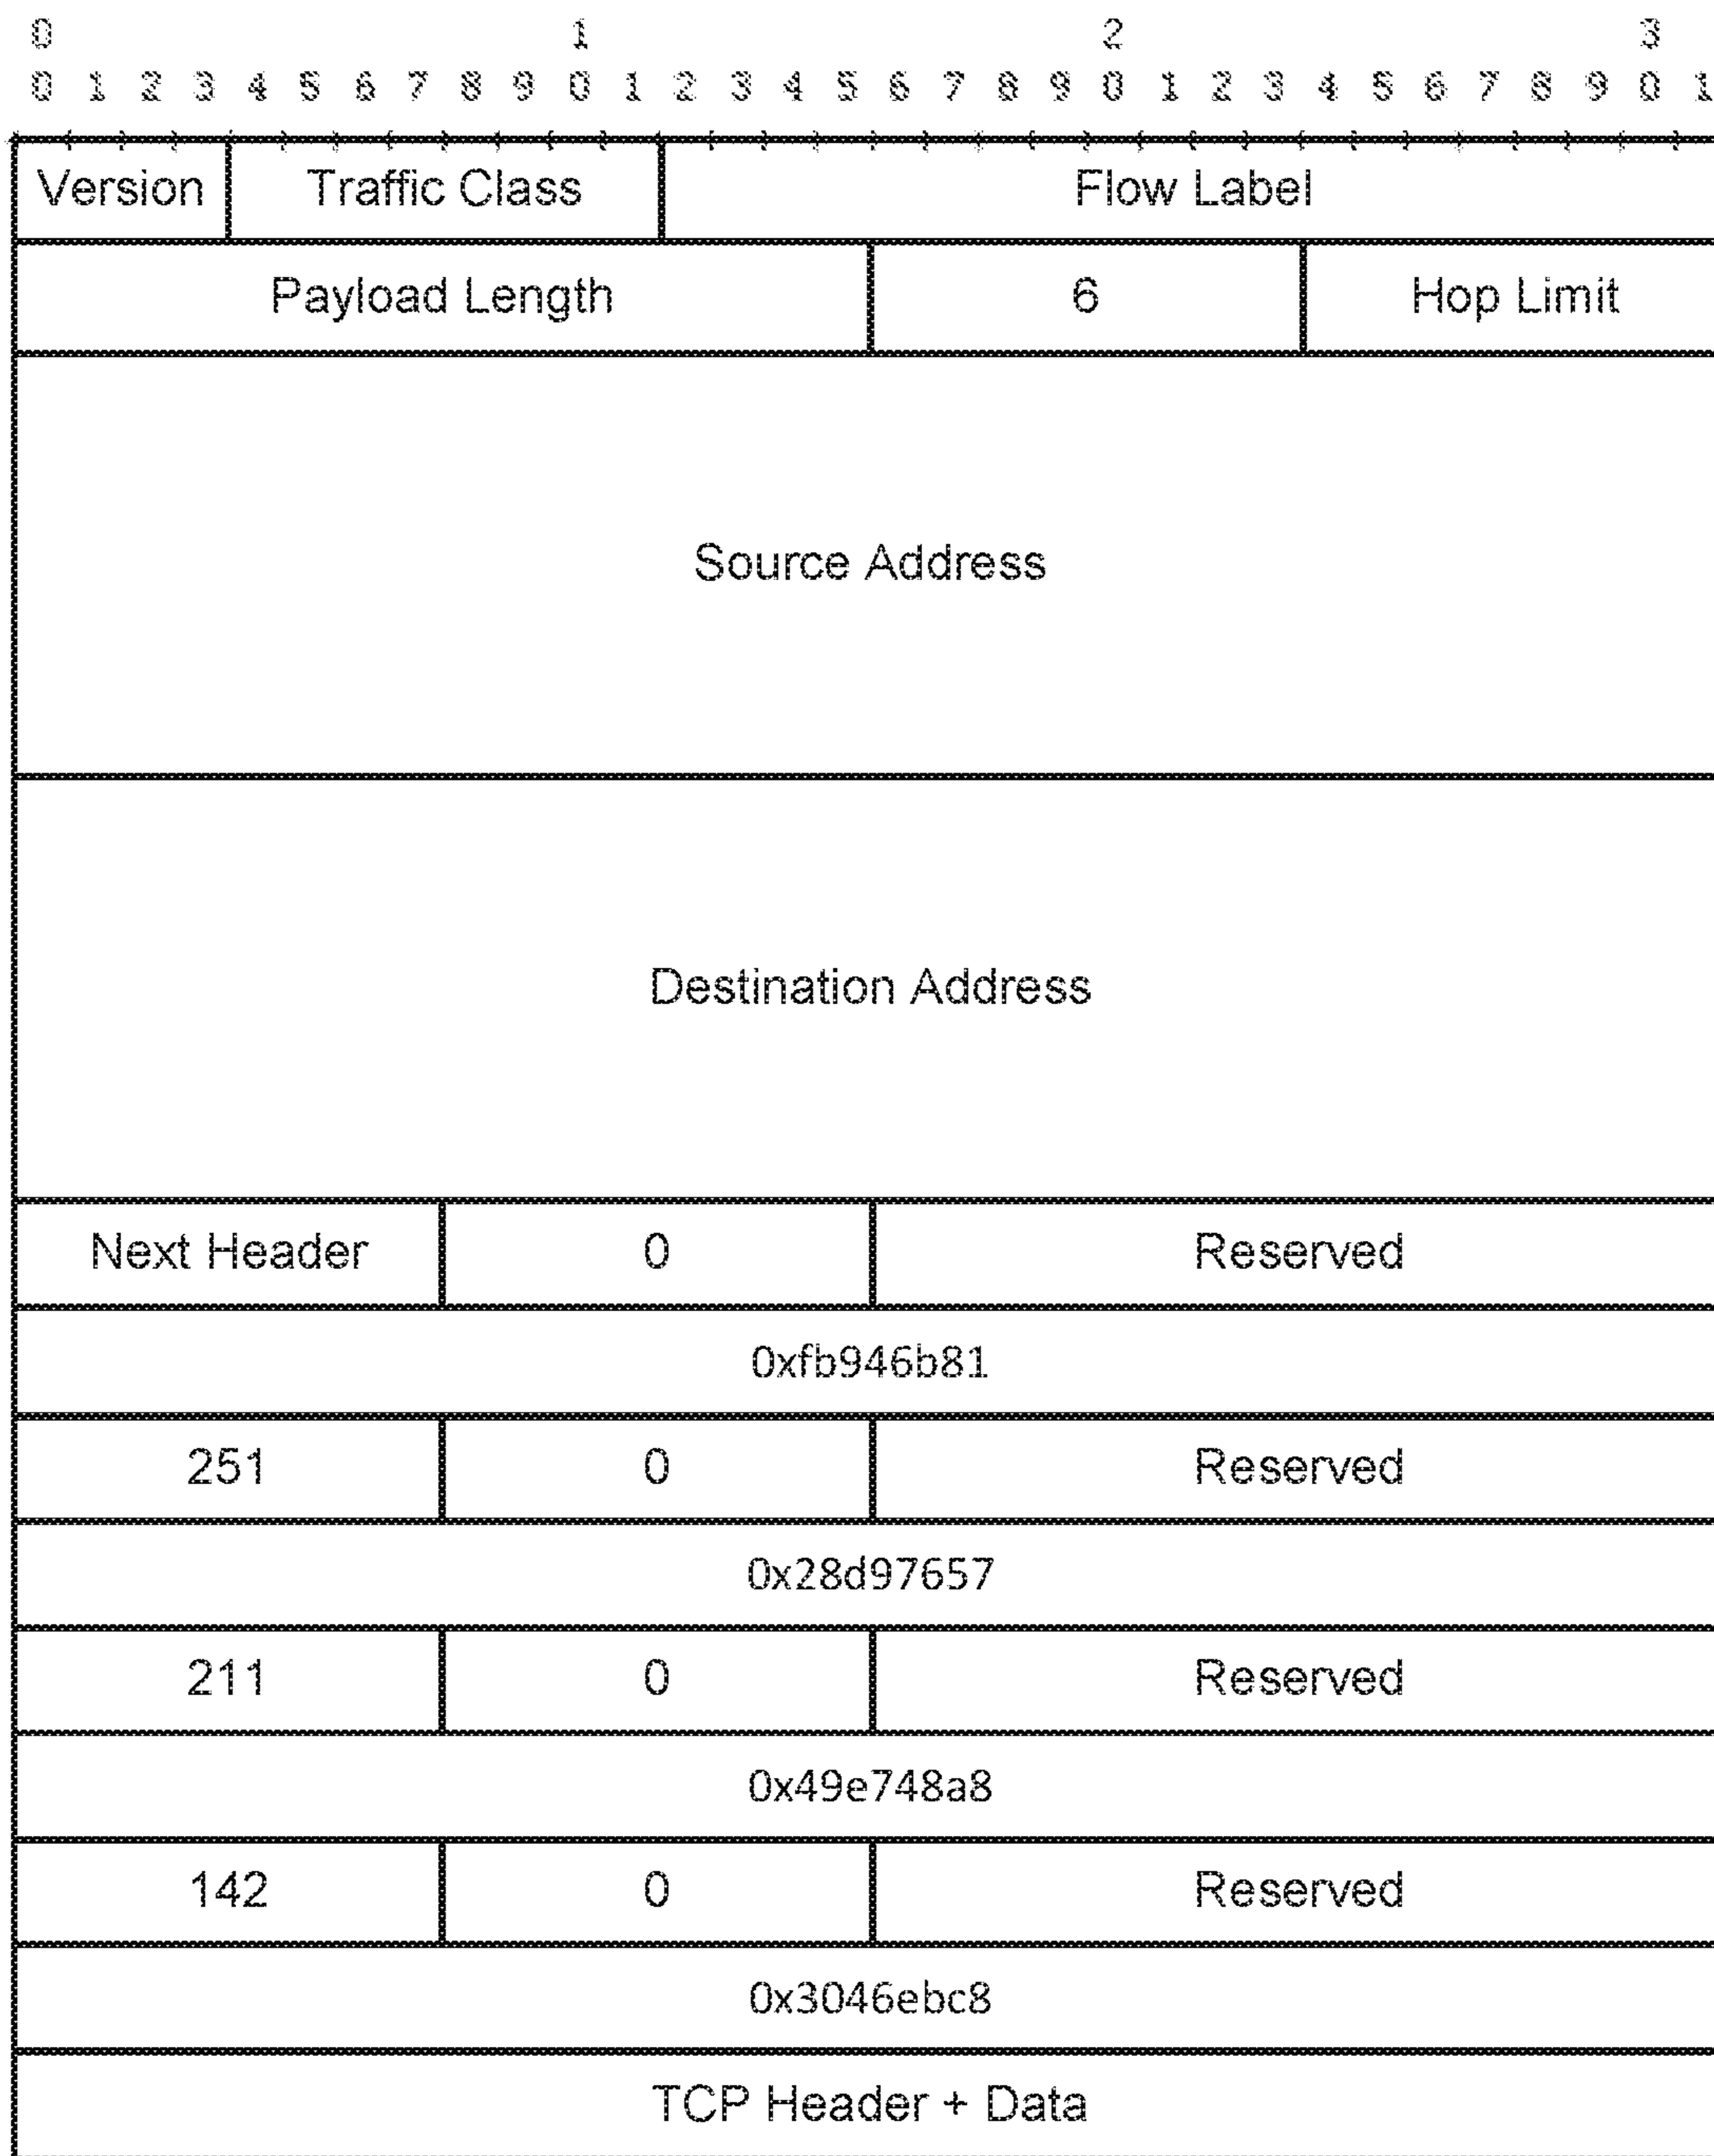 0 1 2 3
0 1 2 3 4 5 6 7 8 9 0 1 2 3 4 5 6 7 8 9 0 1 2 3 4 5 6 7 8 9 0 1
Version Traffic Class Flow Label
Payload Length 6 Hop Limit
Source Address
Destination Address
Next Header 0 Reserved
0xfb946b81
251 0 Reserved
0x28d97657
211 0 Reserved
0x49e748a8
142 0 Reserved
0x3046ebc8
TCP Header + Data